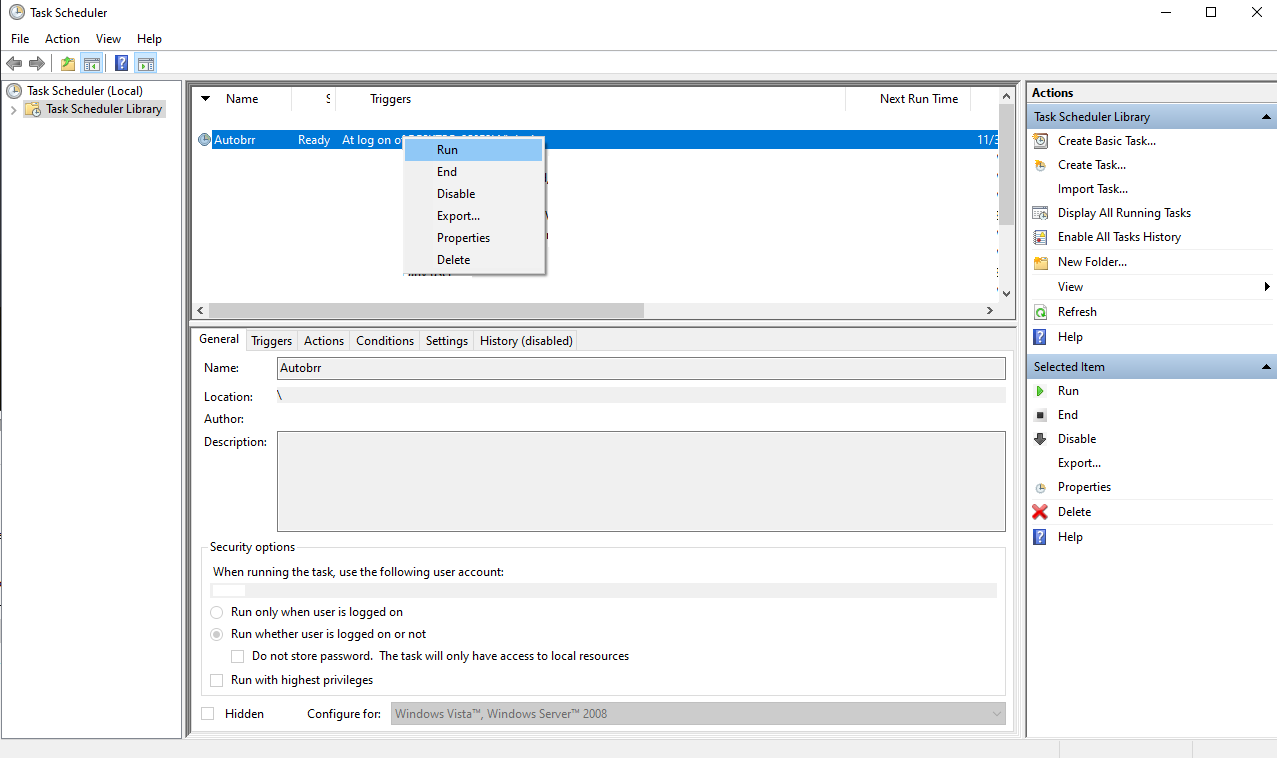 Task Scheduler
File Action View Help
Task Scheduler (Local)
Task Scheduler Library
Name Triggers Next Run Time
Autobrr Ready At log on of 11/3
Run
End
Disable
Export...
Properties
Delete
General Triggers Actions Conditions Settings History (disabled)
Name: Autobrr
Location: \
Author:
Description:
Security options
When running the task, use the following user account:
Run only when user is logged on
Run whether user is logged on or not
Do not store password. The task will only have access to local resources
Run with highest privileges
Hidden Configure for: Windows Vista™, Windows Server™ 2008
Actions
Task Scheduler Library
Create Basic Task...
Create Task...
Import Task...
Display All Running Tasks
Enable All Tasks History
New Folder...
View
Refresh
Help
Selected Item
Run
End
Disable
Export...
Properties
Delete
Help